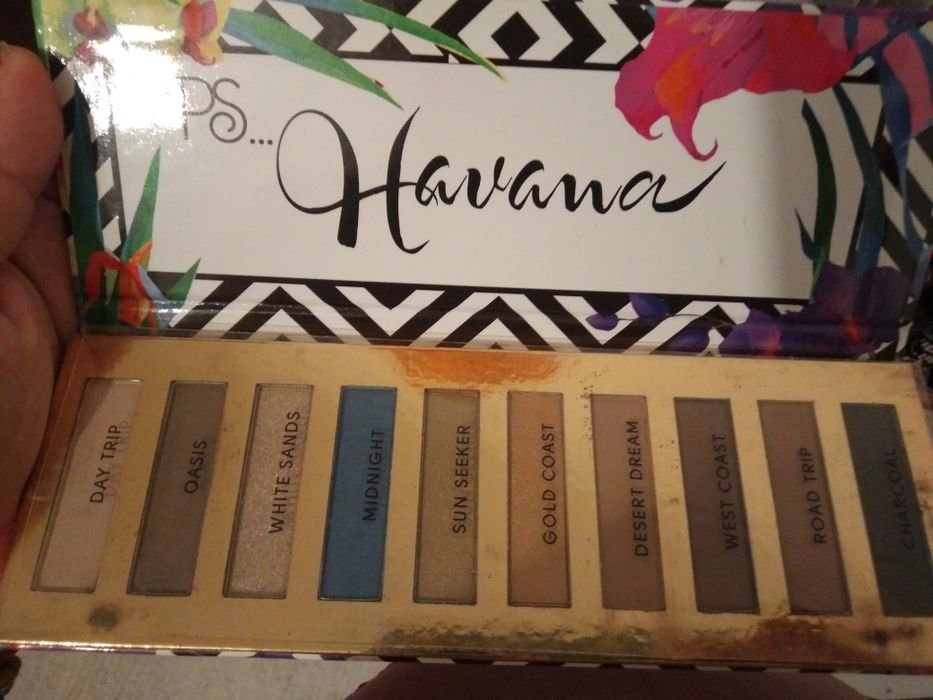 PS...
Havana
DAY TRIP
OASIS
WHITE SANDS
MIDNIGHT
SUN SEEKER
GOLD COAST
DESERT DREAM
WEST COAST
ROAD TRIP
CHARCOAL